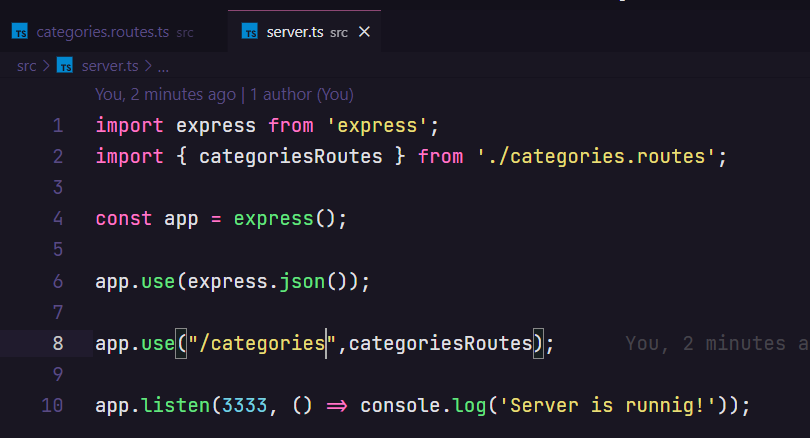 TS categories.routes.ts src TS server.ts src ×
src > TS server.ts > ...
You, 2 minutes ago | 1 author (You)
1 import express from 'express';
2 import { categoriesRoutes } from './categories.routes';
3
4 const app = express();
5
6 app.use(express.json());
7
8 app.use("/categories",categoriesRoutes); You, 2 minutes a
9
10 app.listen(3333, () => console.log('Server is runnig!'));